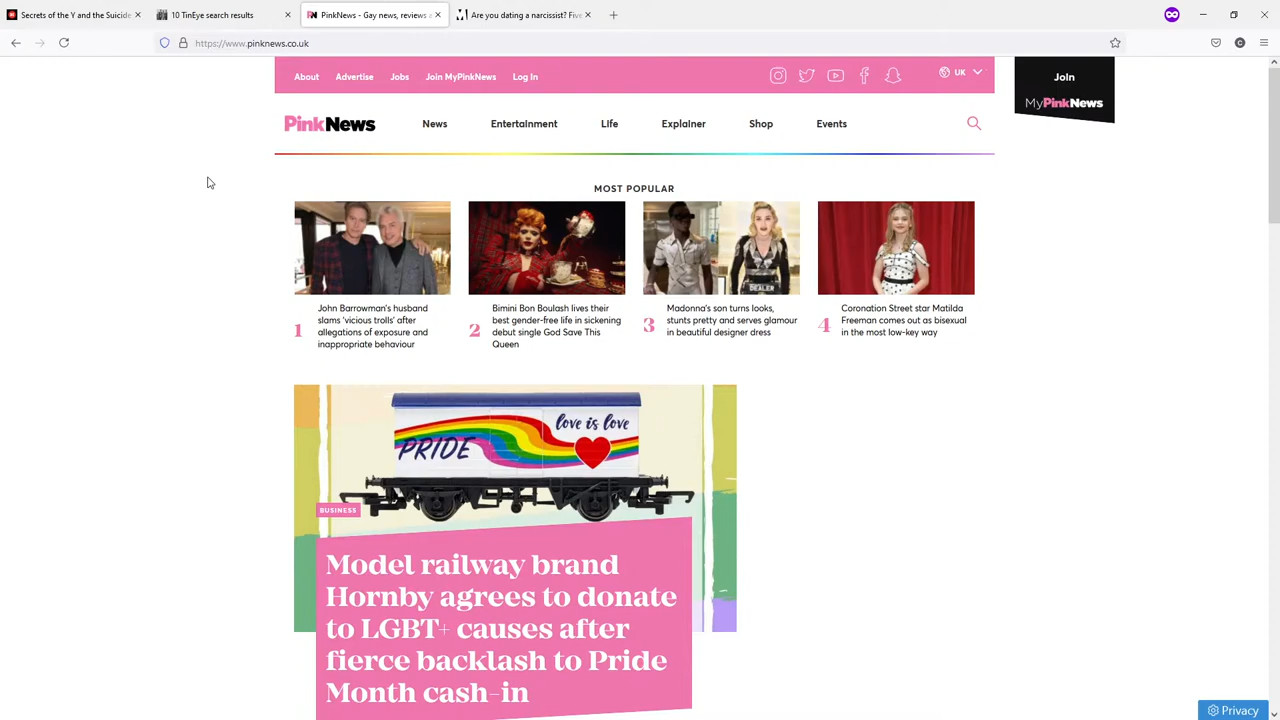 Secrets of the Y and the Suicide
10 TinEye search results
PinkNews - Gay news, reviews a
Are you dating a narcissist? Five
https://www.pinknews.co.uk
About
Advertise
Jobs
Join MyPinkNews
Log In
UK
Join
MyPinkNews
PinkNews
News
Entertainment
Life
Explainer
Shop
Events
MOST POPULAR
DEALER
1
John Barrowman's husband
slams 'vicious trolls' after
allegations of exposure and
inappropriate behaviour
2
Bimini Bon Boulash lives their
best gender-free life in sickening
debut single God Save This
Queen
3
Madonna's son turns looks,
stunts pretty and serves glamour
in beautiful designer dress
4
Coronation Street star Matilda
Freeman comes out as bisexual
in the most low-key way
PRIDE
love is love
BUSINESS
Model railway brand
Hornby agrees to donate
to LGBT+ causes after
fierce backlash to Pride
Month cash-in
Privacy